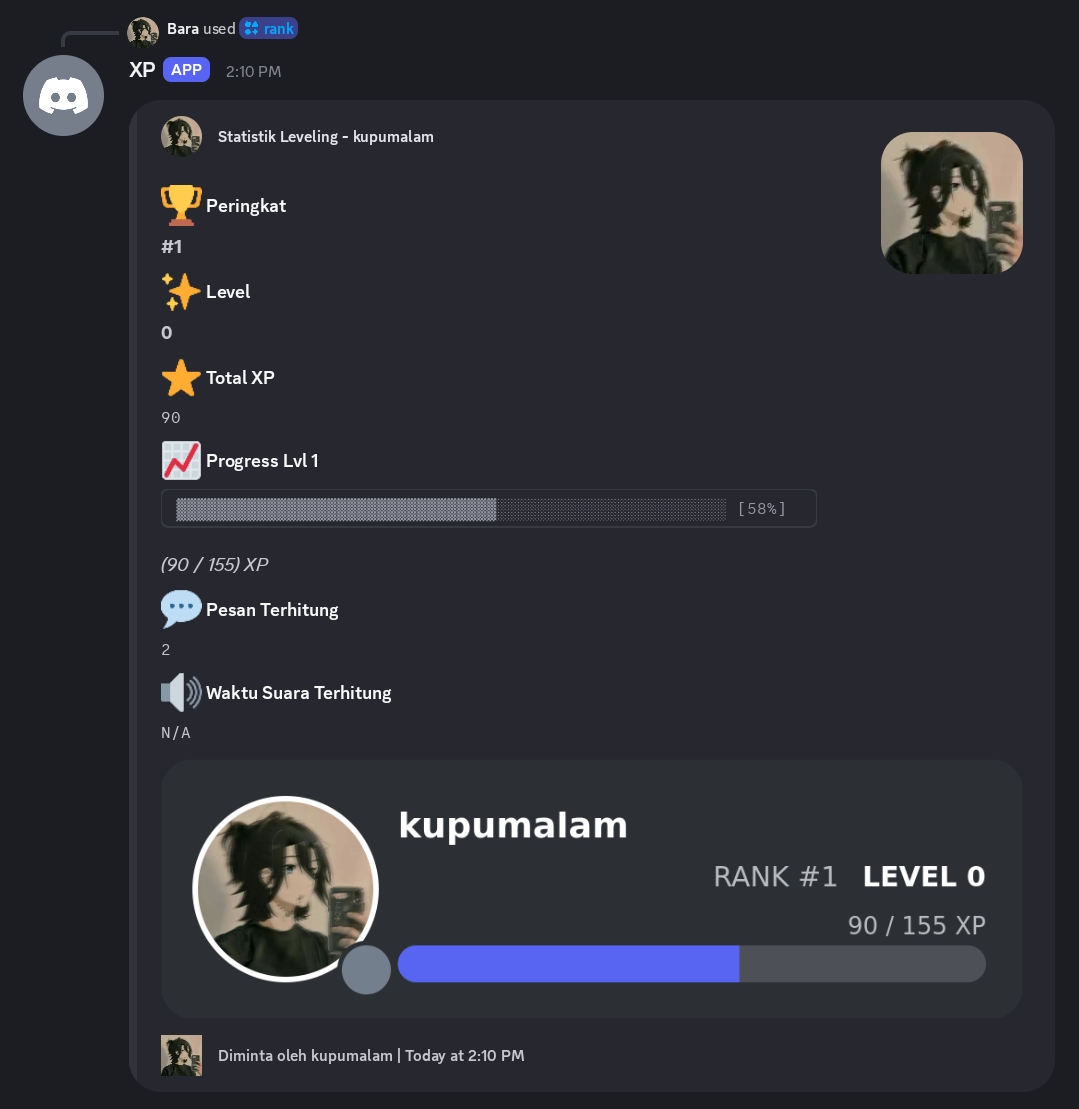 Bara used rank
XP APP 2:10 PM
Statistik Leveling - kupumalam
Peringkat
#1
Level
0
Total XP
90
Progress Lvl 1
[58%]
(90 / 155) XP
Pesan Terhitung
2
Waktu Suara Terhitung
N/A
kupumalam
RANK #1 LEVEL 0
90 / 155 XP
Diminta oleh kupumalam | Today at 2:10 PM